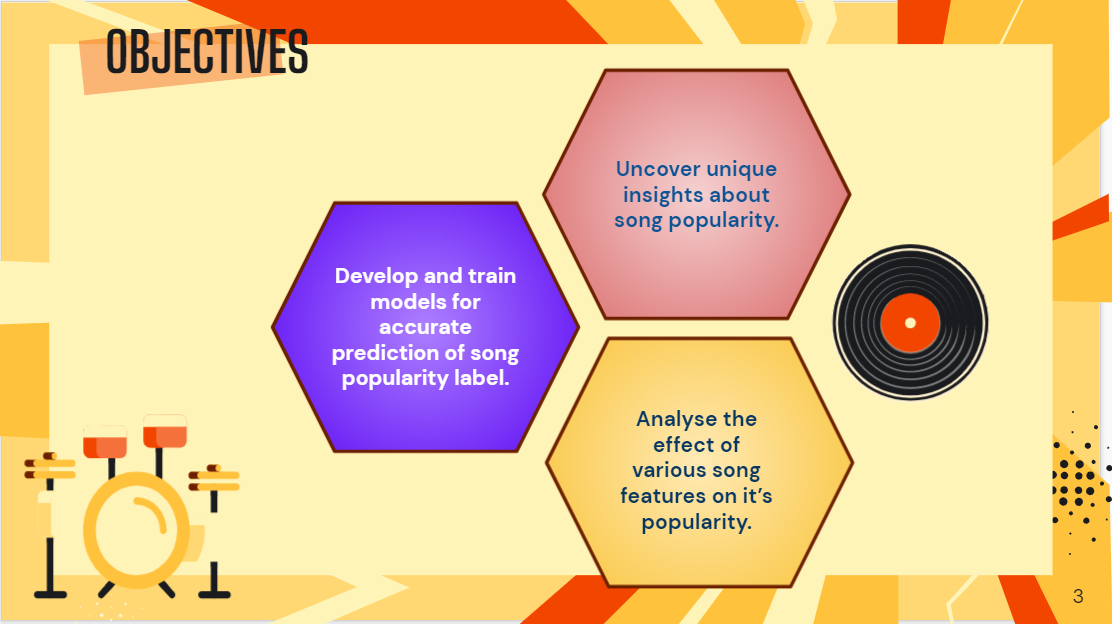 OBJECTIVES
Uncover unique
insights about
song popularity.
Develop and train
models for
accurate
prediction of song
popularity label.
Analyse the
effect of
various song
features on it’s
popularity.
3